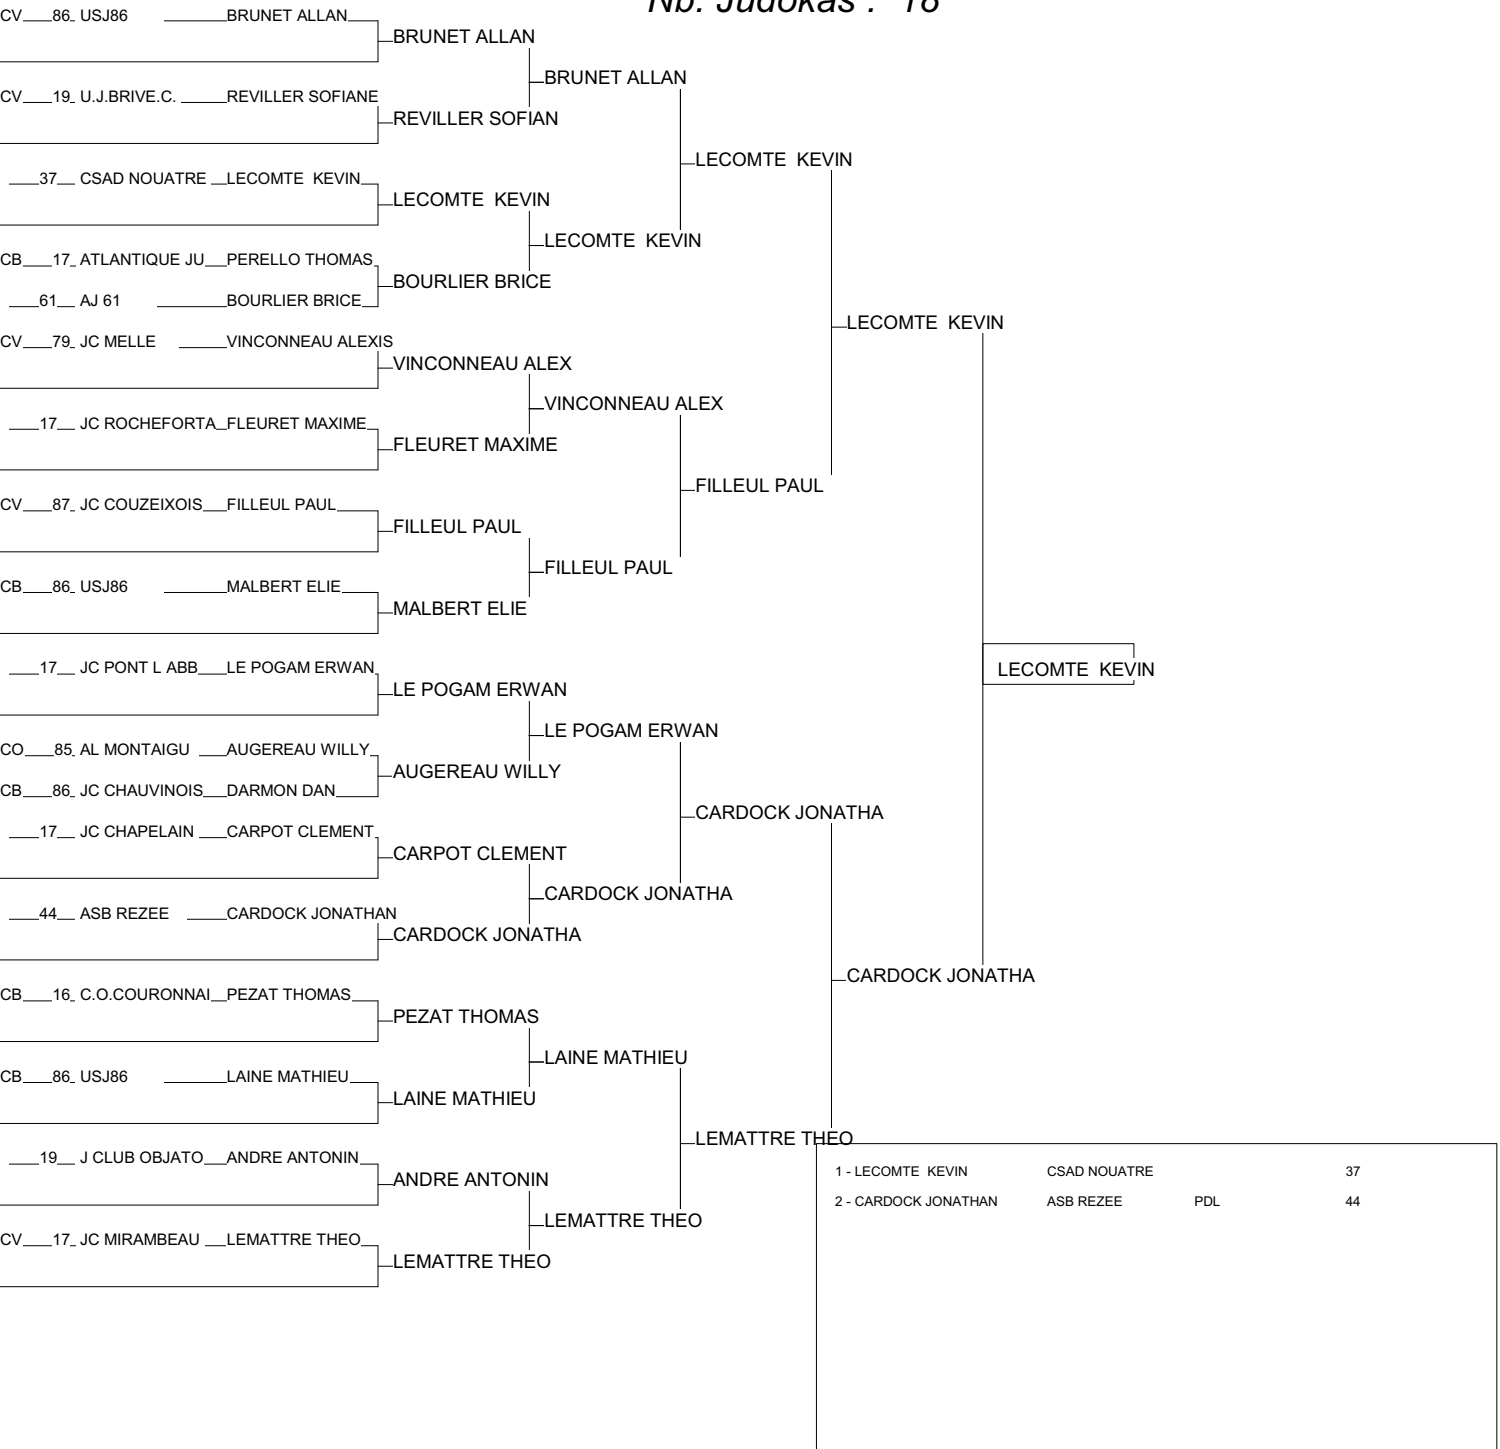 Nb. Judokas : 18
CV 86 USJ86 BRUNET ALLAN
BRUNET ALLAN
BRUNET ALLAN
CV 19 U.J.BRIVE.C. REVILLER SOFIANE
REVILLER SOFIAN
LECOMTE KEVIN
37 CSAD NOUATRE LECOMTE KEVIN
LECOMTE KEVIN
LECOMTE KEVIN
CB 17 ATLANTIQUE JU PERELLO THOMAS
BOURLIER BRICE
61 AJ 61 BOURLIER BRICE
LECOMTE KEVIN
CV 79 JC MELLE VINCONNEAU ALEXIS
VINCONNEAU ALEX
VINCONNEAU ALEX
17 JC ROCHEFORTA FLEURET MAXIME
FLEURET MAXIME
FILLEUL PAUL
CV 87 JC COUZEIXOIS FILLEUL PAUL
FILLEUL PAUL
FILLEUL PAUL
CB 86 USJ86 MALBERT ELIE
MALBERT ELIE
LECOMTE KEVIN
17 JC PONT L ABB LE POGAM ERWAN
LE POGAM ERWAN
LE POGAM ERWAN
CO 85 AL MONTAIGU AUGEREAU WILLY
AUGEREAU WILLY
CB 86 JC CHAUVINOIS DARMON DAN
CARDOCK JONATHA
17 JC CHAPELAIN CARPOT CLEMENT
CARPOT CLEMENT
CARDOCK JONATHA
44 ASB REZEE CARDOCK JONATHAN
CARDOCK JONATHA
CARDOCK JONATHA
CB 16 C.O.COURONNAI PEZAT THOMAS
PEZAT THOMAS
LAINE MATHIEU
CB 86 USJ86 LAINE MATHIEU
LAINE MATHIEU
LEMATTRE THEO
19 J CLUB OBJATO ANDRE ANTONIN
ANDRE ANTONIN
LEMATTRE THEO
CV 17 JC MIRAMBEAU LEMATTRE THEO
LEMATTRE THEO
1 - LECOMTE KEVIN CSAD NOUATRE 37
2 - CARDOCK JONATHAN ASB REZEE PDL 44